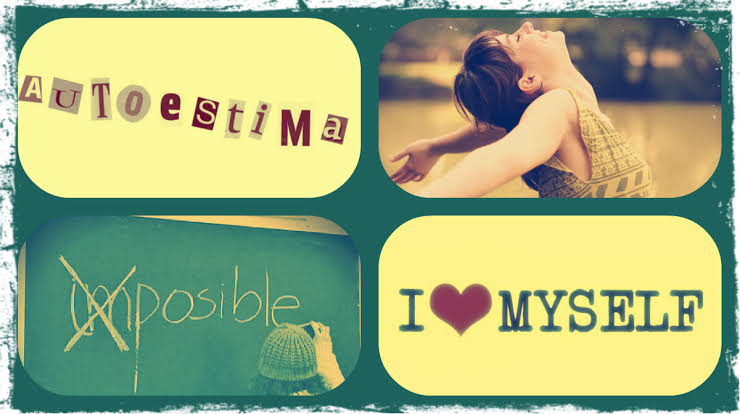 AUTOESTIMA
imposible
I ❤ MYSELF